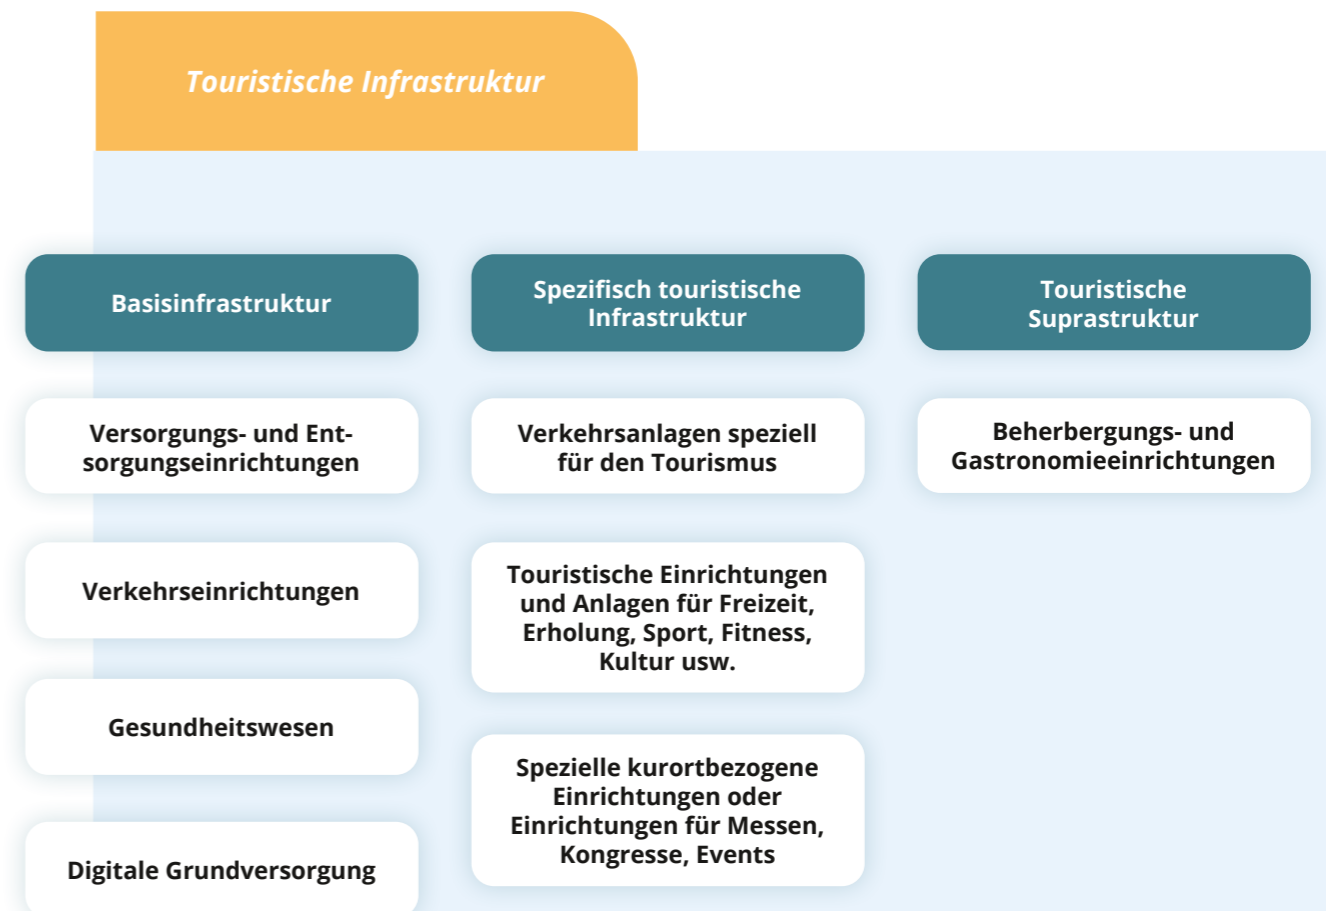 Touristische Infrastruktur
Basisinfrastruktur
Versorgungs- und Ent-
sorgungseinrichtungen
Verkehrseinrichtungen
Gesundheitswesen
Digitale Grundversorgung
Spezifisch touristische
Infrastruktur
Verkehrsanlagen speziell
für den Tourismus
Touristische Einrichtungen
und Anlagen für Freizeit,
Erholung, Sport, Fitness,
Kultur usw.
Spezielle kurortbezogene
Einrichtungen oder
Einrichtungen für Messen,
Kongresse, Events
Touristische
Suprastruktur
Beherbergungs- und
Gastronomieeinrichtungen